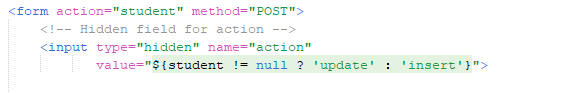 <form action="student" method="POST">
<!-- Hidden field for action -->
<input type="hidden" name="action"
value="${student != null ? 'update' : 'insert'}">